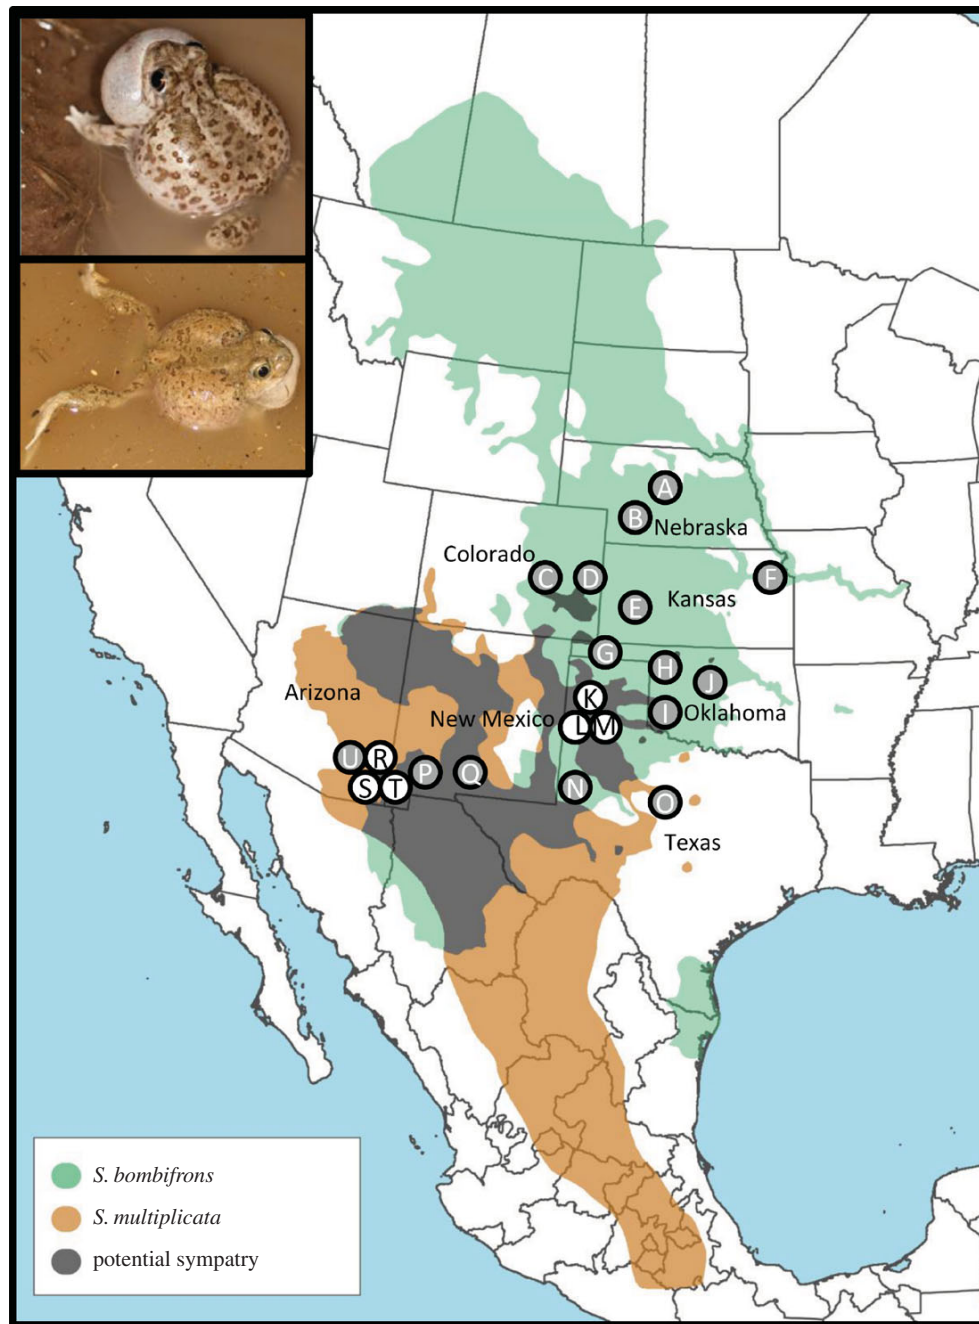 A
B
Nebraska
Colorado
C
D
F
E
Kansas
G
H
J
Arizona
K
New Mexico
L
M
I
Oklahoma
U
R
P
Q
S
T
N
O
Texas
S. bombifrons
S. multiplicata
potential sympatry